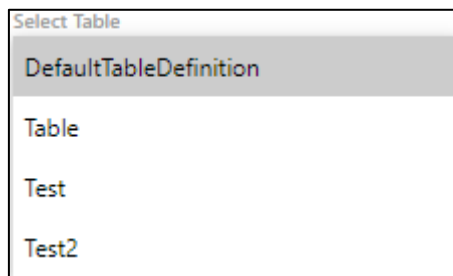 Select Table
DefaultTableDefinition
Table
Test
Test2